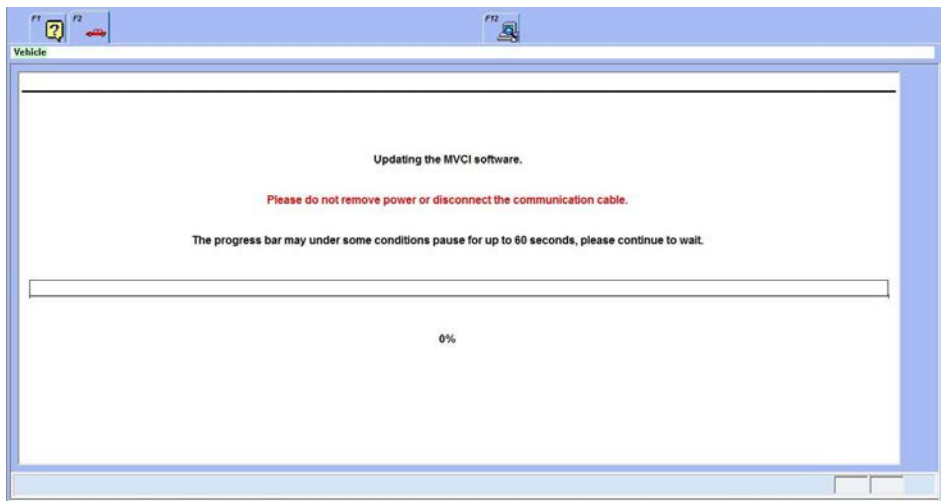 F1 F2 F12
Vehicle
Updating the MVCI software.
Please do not remove power or disconnect the communication cable.
The progress bar may under some conditions pause for up to 60 seconds, please continue to wait.
0%